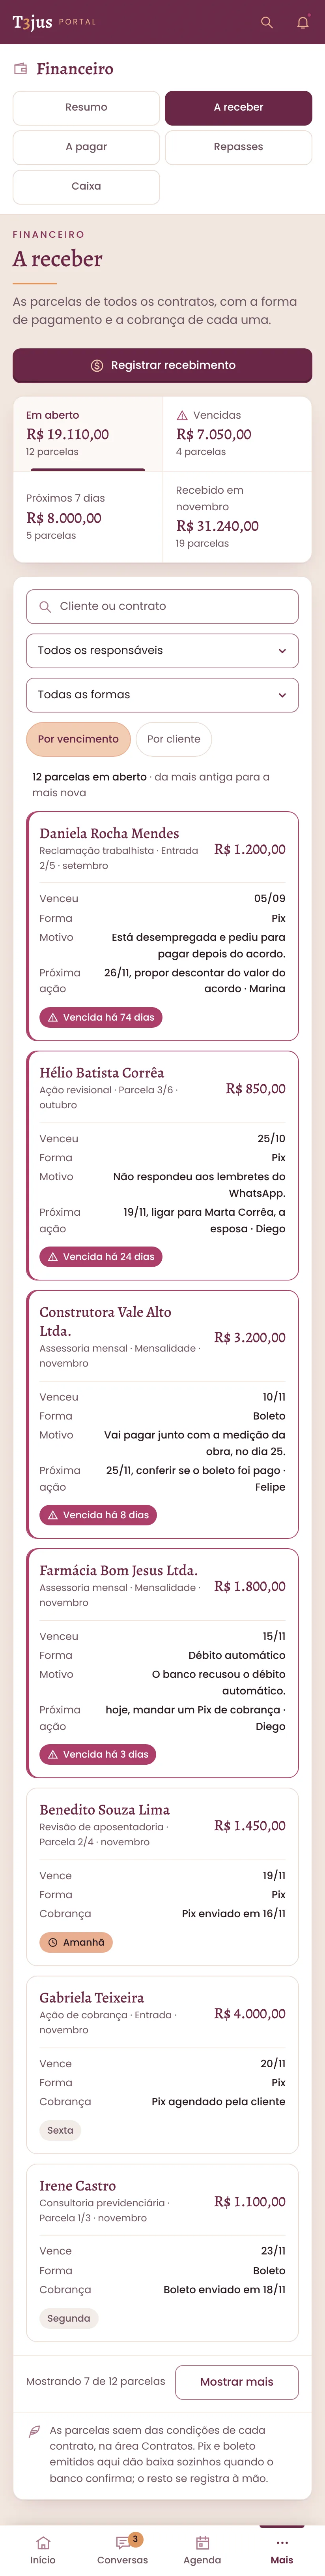 T3jus PORTAL
Financeiro
Resumo
A receber
A pagar
Repasses
Caixa
FINANCEIRO
A receber
As parcelas de todos os contratos, com a forma
de pagamento e a cobrança de cada uma.
Registrar recebimento
Em aberto
R$ 19.110,00
12 parcelas
Vencidas
R$ 7.050,00
4 parcelas
Próximos 7 dias
R$ 8.000,00
5 parcelas
Recebido em
novembro
R$ 31.240,00
19 parcelas
Cliente ou contrato
Todos os responsáveis
Todas as formas
Por vencimento
Por cliente
12 parcelas em aberto · da mais antiga para a
mais nova
Daniela Rocha Mendes
Reclamação trabalhista · Entrada
2/5 · setembro
R$ 1.200,00
Venceu 05/09
Forma Pix
Motivo Está desempregada e pediu para
pagar depois do acordo.
Próxima 26/11, propor descontar do valor do
ação acordo · Marina
Vencida há 74 dias
Hélio Batista Corrêa
Ação revisional · Parcela 3/6 ·
outubro
R$ 850,00
Venceu 25/10
Forma Pix
Motivo Não respondeu aos lembretes do
WhatsApp.
Próxima 19/11, ligar para Marta Corrêa, a
ação esposa · Diego
Vencida há 24 dias
Construtora Vale Alto
Ltda.
Assessoria mensal · Mensalidade ·
novembro
R$ 3.200,00
Venceu 10/11
Forma Boleto
Motivo Vai pagar junto com a medição da
obra, no dia 25.
Próxima 25/11, conferir se o boleto foi pago ·
ação Felipe
Vencida há 8 dias
Farmácia Bom Jesus Ltda.
Assessoria mensal · Mensalidade ·
novembro
R$ 1.800,00
Venceu 15/11
Forma Débito automático
Motivo O banco recusou o débito
automático.
Próxima hoje, mandar um Pix de cobrança ·
ação Diego
Vencida há 3 dias
Benedito Souza Lima
Revisão de aposentadoria ·
Parcela 2/4 · novembro
R$ 1.450,00
Vence 19/11
Forma Pix
Cobrança Pix enviado em 16/11
Amanhã
Gabriela Teixeira
Ação de cobrança · Entrada ·
novembro
R$ 4.000,00
Vence 20/11
Forma Pix
Cobrança Pix agendado pela cliente
Sexta
Irene Castro
Consultoria previdenciária ·
Parcela 1/3 · novembro
R$ 1.100,00
Vence 23/11
Forma Boleto
Cobrança Boleto enviado em 18/11
Segunda
Mostrando 7 de 12 parcelas
Mostrar mais
As parcelas saem das condições de cada
contrato, na área Contratos. Pix e boleto
emitidos aqui dão baixa sozinhos quando o
banco confirma; o resto se registra à mão.
Início
3
Conversas
Agenda
Mais